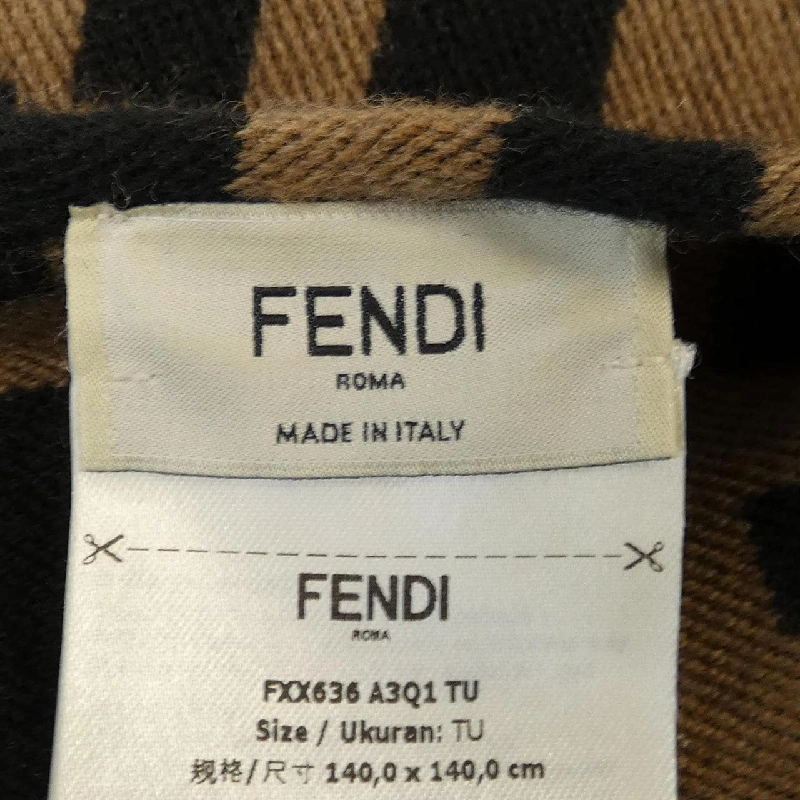 FENDI
ROMA
MADE IN ITALY
FENDI
ROMA
FXX636 A3Q1 TU
Size / Ukuran: TU
规格/尺寸 140,0 x 140,0 cm